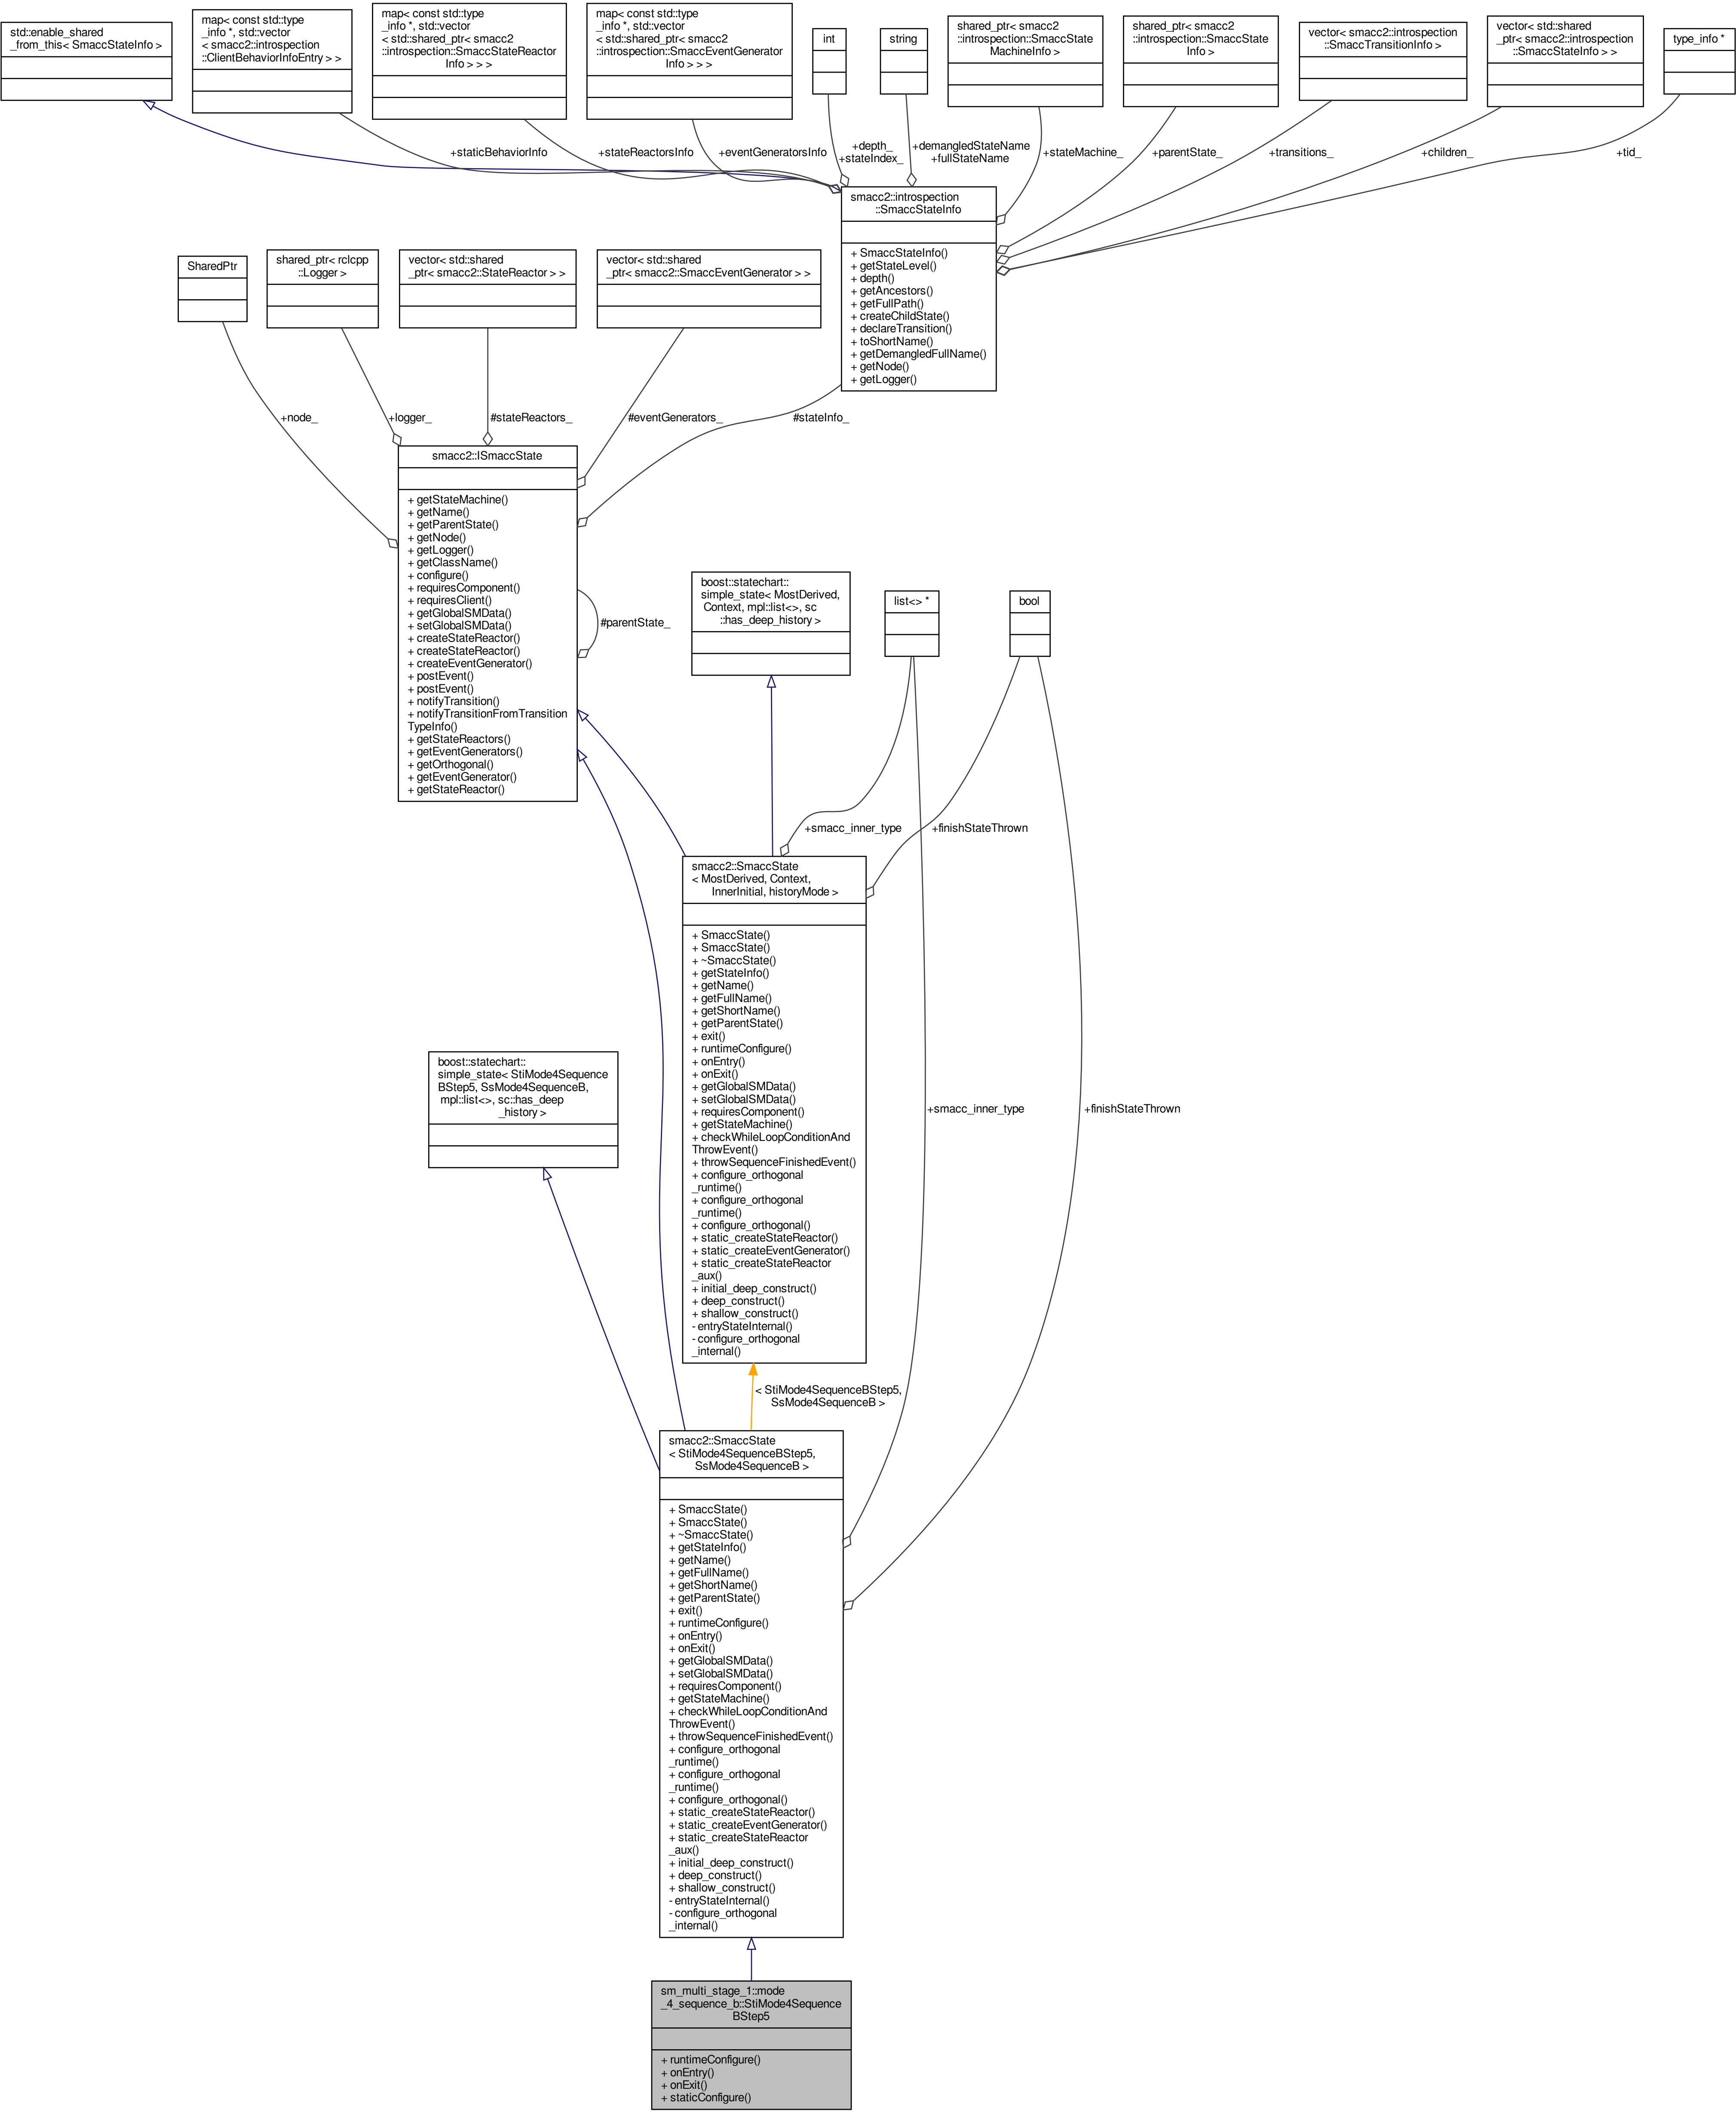 std::enable_shared
_from_this< SmaccStateInfo >
map< const std::type
_info *, std::vector
< smacc2::introspection
::ClientBehaviorInfoEntry > >
map< const std::type
_info *, std::vector
< std::shared_ptr< smacc2
::introspection::SmaccStateReactor
Info > > >
map< const std::type
_info *, std::vector
< std::shared_ptr< smacc2
::introspection::SmaccEventGenerator
Info > > >
int
string
shared_ptr< smacc2
::introspection::SmaccState
MachineInfo >
shared_ptr< smacc2
::introspection::SmaccState
Info >
vector< smacc2::introspection
::SmaccTransitionInfo >
vector< std::shared
_ptr< smacc2::introspection
::SmaccStateInfo > >
type_info *
+staticBehaviorInfo
+stateReactorsInfo
+eventGeneratorsInfo
+depth_
+stateIndex_
+demangledStateName
+fullStateName
+stateMachine_
+parentState_
+transitions_
+children_
+tid_
smacc2::introspection
::SmaccStateInfo
+ SmaccStateInfo()
+ getStateLevel()
+ depth()
+ getAncestors()
+ getFullPath()
+ createChildState()
+ declareTransition()
+ toShortName()
+ getDemangledFullName()
+ getNode()
+ getLogger()
SharedPtr
shared_ptr< rclcpp
::Logger >
vector< std::shared
_ptr< smacc2::StateReactor > >
vector< std::shared
_ptr< smacc2::SmaccEventGenerator > >
+node_
+logger_
#stateReactors_
#eventGenerators_
#stateInfo_
smacc2::ISmaccState
+ getStateMachine()
+ getName()
+ getParentState()
+ getNode()
+ getLogger()
+ getClassName()
+ configure()
+ requiresComponent()
+ requiresClient()
+ getGlobalSMData()
+ setGlobalSMData()
+ createStateReactor()
+ createStateReactor()
+ createEventGenerator()
+ postEvent()
+ postEvent()
+ notifyTransition()
+ notifyTransitionFromTransition
TypeInfo()
+ getStateReactors()
+ getEventGenerators()
+ getOrthogonal()
+ getEventGenerator()
+ getStateReactor()
#parentState_
boost::statechart::
simple_state< MostDerived,
Context, mpl::list<>, sc
::has_deep_history >
list<> *
bool
+smacc_inner_type
+finishStateThrown
smacc2::SmaccState
< MostDerived, Context,
InnerInitial, historyMode >
+ SmaccState()
+ SmaccState()
+ ~SmaccState()
+ getStateInfo()
+ getName()
+ getFullName()
+ getShortName()
+ getParentState()
+ exit()
+ runtimeConfigure()
+ onEntry()
+ onExit()
+ getGlobalSMData()
+ setGlobalSMData()
+ requiresComponent()
+ getStateMachine()
+ checkWhileLoopConditionAnd
ThrowEvent()
+ throwSequenceFinishedEvent()
+ configure_orthogonal
_runtime()
+ configure_orthogonal
_runtime()
+ configure_orthogonal()
+ static_createStateReactor()
+ static_createEventGenerator()
+ static_createStateReactor
_aux()
+ initial_deep_construct()
+ deep_construct()
+ shallow_construct()
- entryStateInternal()
- configure_orthogonal
_internal()
boost::statechart::
simple_state< StiMode4Sequence
BStep5, SsMode4SequenceB,
mpl::list<>, sc::has_deep
_history >
+smacc_inner_type
+finishStateThrown
< StiMode4SequenceBStep5,
SsMode4SequenceB >
smacc2::SmaccState
< StiMode4SequenceBStep5,
SsMode4SequenceB >
+ SmaccState()
+ SmaccState()
+ ~SmaccState()
+ getStateInfo()
+ getName()
+ getFullName()
+ getShortName()
+ getParentState()
+ exit()
+ runtimeConfigure()
+ onEntry()
+ onExit()
+ getGlobalSMData()
+ setGlobalSMData()
+ requiresComponent()
+ getStateMachine()
+ checkWhileLoopConditionAnd
ThrowEvent()
+ throwSequenceFinishedEvent()
+ configure_orthogonal
_runtime()
+ configure_orthogonal
_runtime()
+ configure_orthogonal()
+ static_createStateReactor()
+ static_createEventGenerator()
+ static_createStateReactor
_aux()
+ initial_deep_construct()
+ deep_construct()
+ shallow_construct()
- entryStateInternal()
- configure_orthogonal
_internal()
sm_multi_stage_1::mode
_4_sequence_b::StiMode4Sequence
BStep5
+ runtimeConfigure()
+ onEntry()
+ onExit()
+ staticConfigure()